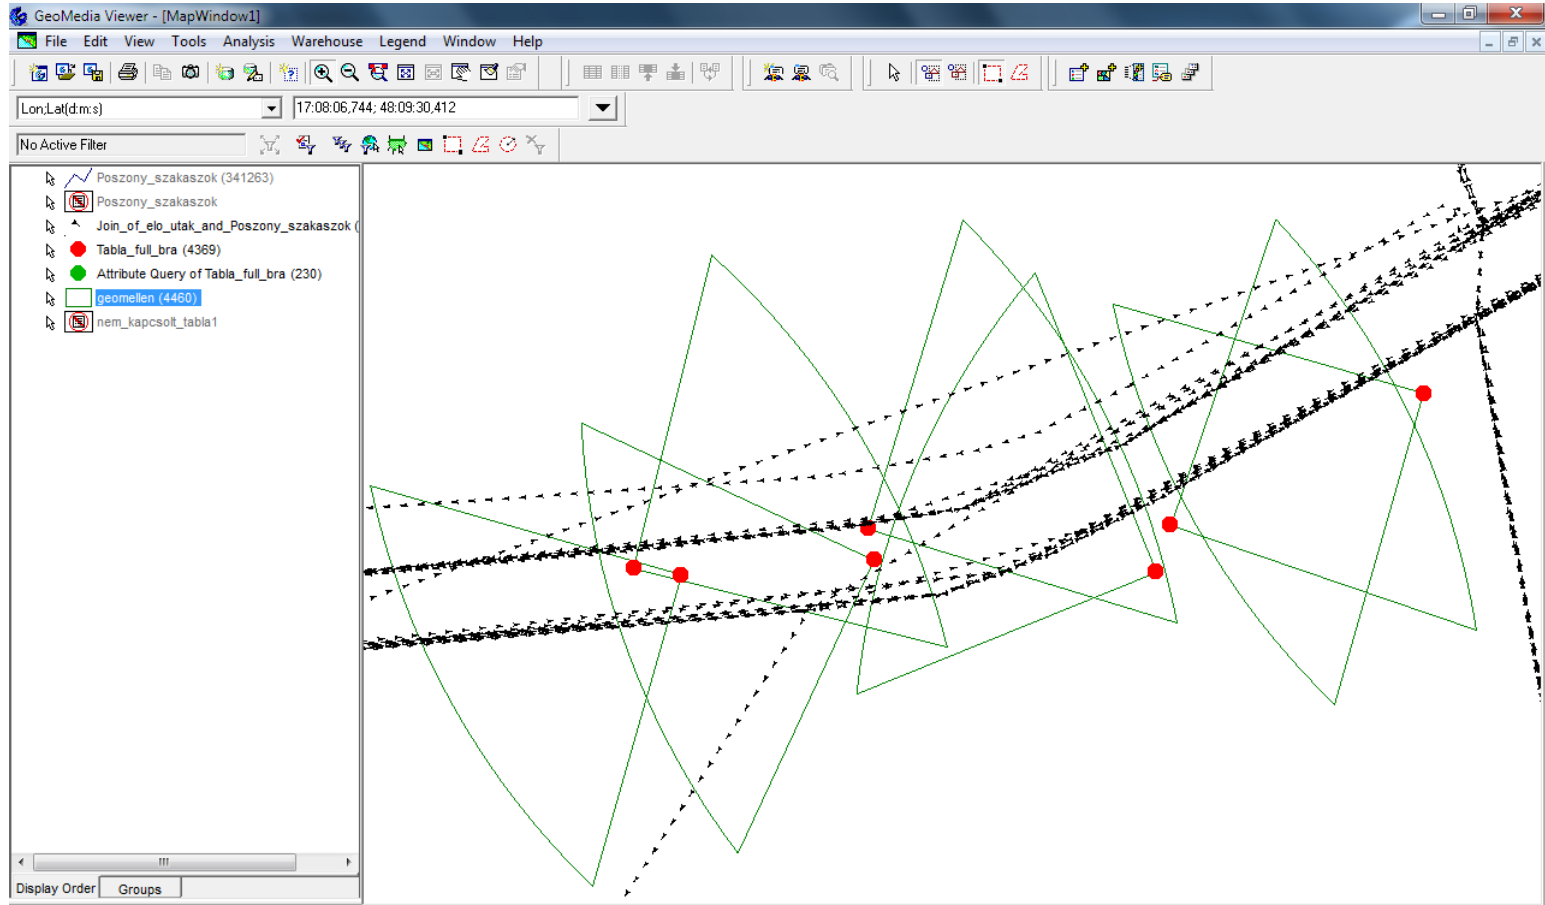 GeoMedia Viewer - [MapWindow1]
File Edit View Tools Analysis Warehouse Legend Window Help
Lon;Lat(d:m:s) 17:08:06,744; 48:09:30,412
No Active Filter
Poszony_szakaszok (341263)
Poszony_szakaszok
Join_of_elo_utak_and_Poszony_szakaszok (
Tabla_full_bra (4369)
Attribute Query of Tabla_full_bra (230)
geomellen (4460)
nem_kapcsolt_tabla1
Display Order Groups